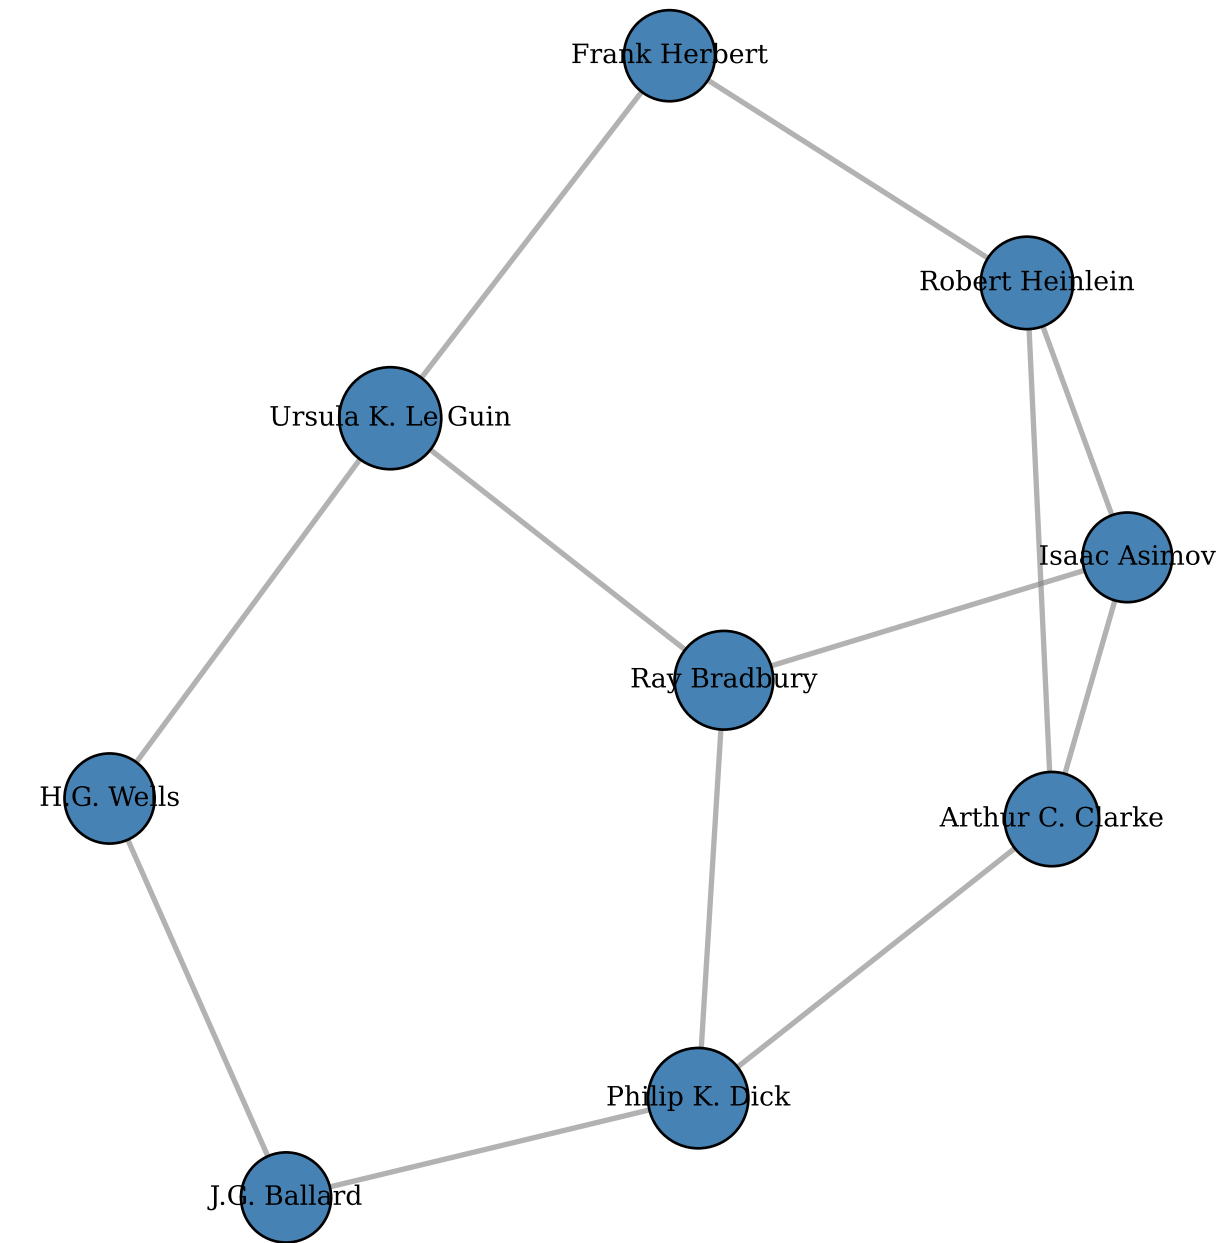 Frank Herbert
Robert Heinlein
Ursula K. Le Guin
Isaac Asimov
Ray Bradbury
H.G. Wells
Arthur C. Clarke
Philip K. Dick
J.G. Ballard